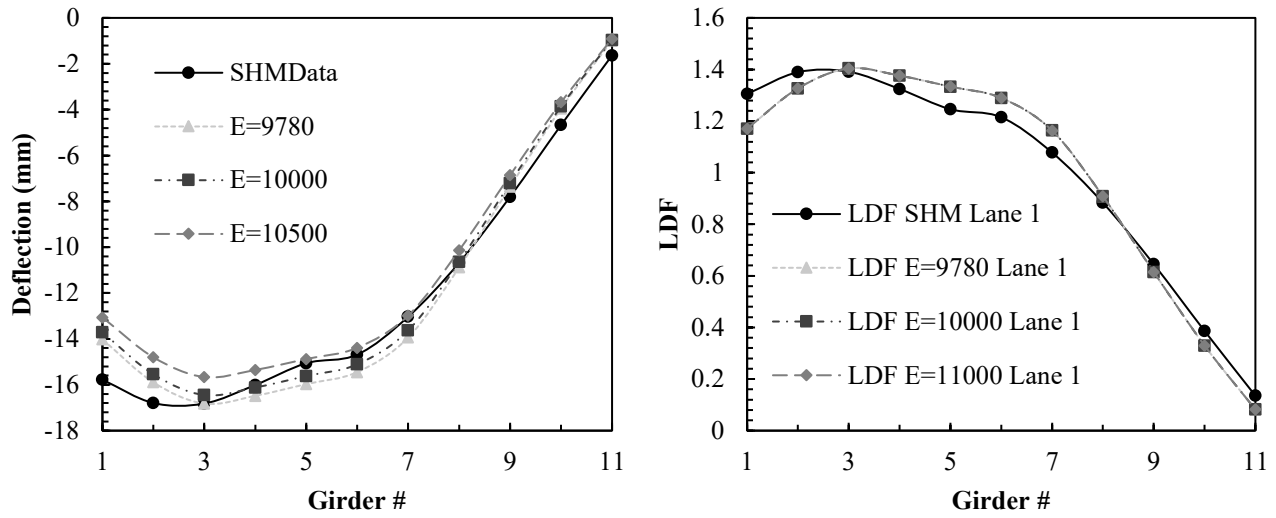 0
-2
-4
-6
-8
-10
-12
-14
-16
-18
Deflection (mm)
SHMData
E=9780
E=10000
E=10500
1 3 5 7 9 11
Girder #
1.6
1.4
1.2
1
0.8
0.6
0.4
0.2
0
LDF
LDF SHM Lane 1
LDF E=9780 Lane 1
LDF E=10000 Lane 1
LDF E=11000 Lane 1
1 3 5 7 9 11
Girder #